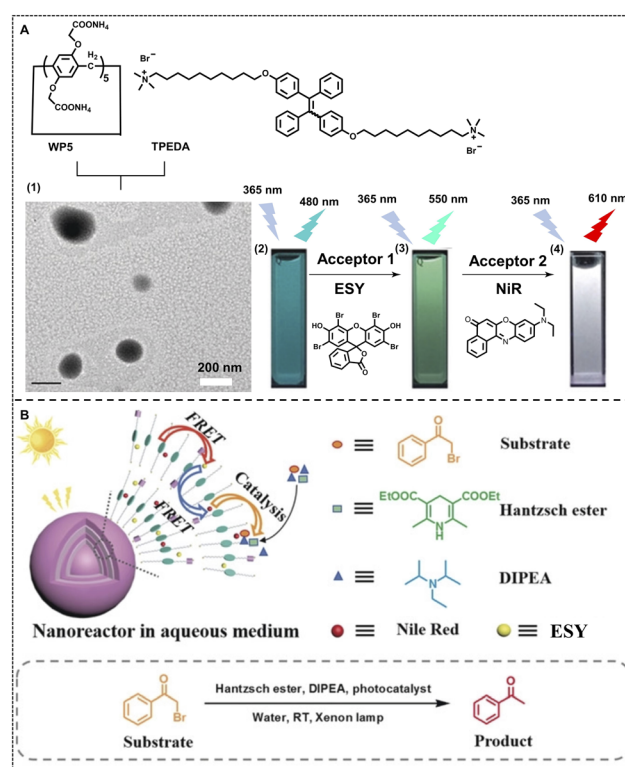 A
COONH4
O
( H2 C ) 5
O
COONH4
WP5
TPEDA
Br-
N+
O
O
N+
Br-
(1)
200 nm
365 nm
480 nm
(2)
Acceptor 1
ESY
Br Br
HO O OH
Br Br
O
O
365 nm
550 nm
(3)
Acceptor 2
NiR
O O N
N
365 nm
610 nm
(4)
B
FRET
FRET
Catalysis
Nanoreactor in aqueous medium
O
Br
Substrate
EtOOC COOEt
N
H
Hantzsch ester
N
DIPEA
Nile Red
ESY
O
Br
Substrate
Hantzsch ester, DIPEA, photocatalyst
Water, RT, Xenon lamp
O
Product